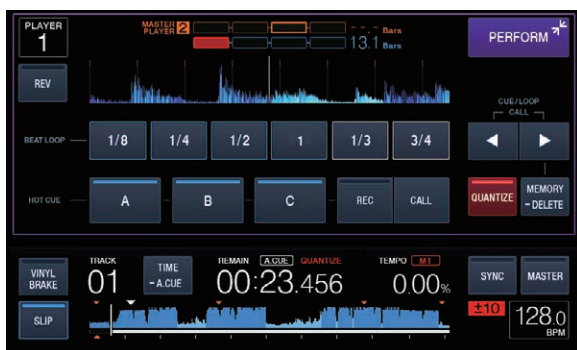 PLAYER
1
MASTER
PLAYER 2
--.- Bars
13.1 Bars
PERFORM
REV
CUE/LOOP
CALL
BEAT LOOP
1/8
1/4
1/2
1
1/3
3/4
HOT CUE
A
B
C
REC
CALL
QUANTIZE
MEMORY
- DELETE
VINYL
BRAKE
TRACK
01
TIME
- A.CUE
REMAIN A.CUE QUANTIZE
00:23.456
TEMPO MT
0.00%
SYNC
MASTER
SLIP
±10
128.0
BPM